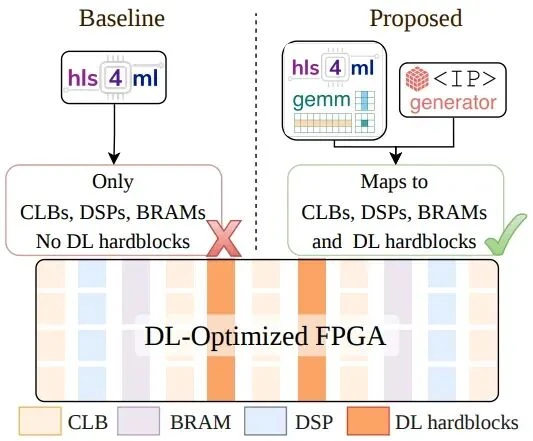 Baseline
Proposed
hls 4 ml
hls 4 ml
gemm
<IP>
generator
Only
CLBs, DSPs, BRAMs
No DL hardblocks
Maps to
CLBs, DSPs, BRAMs
and DL hardblocks
DL-Optimized FPGA
CLB
BRAM
DSP
DL hardblocks